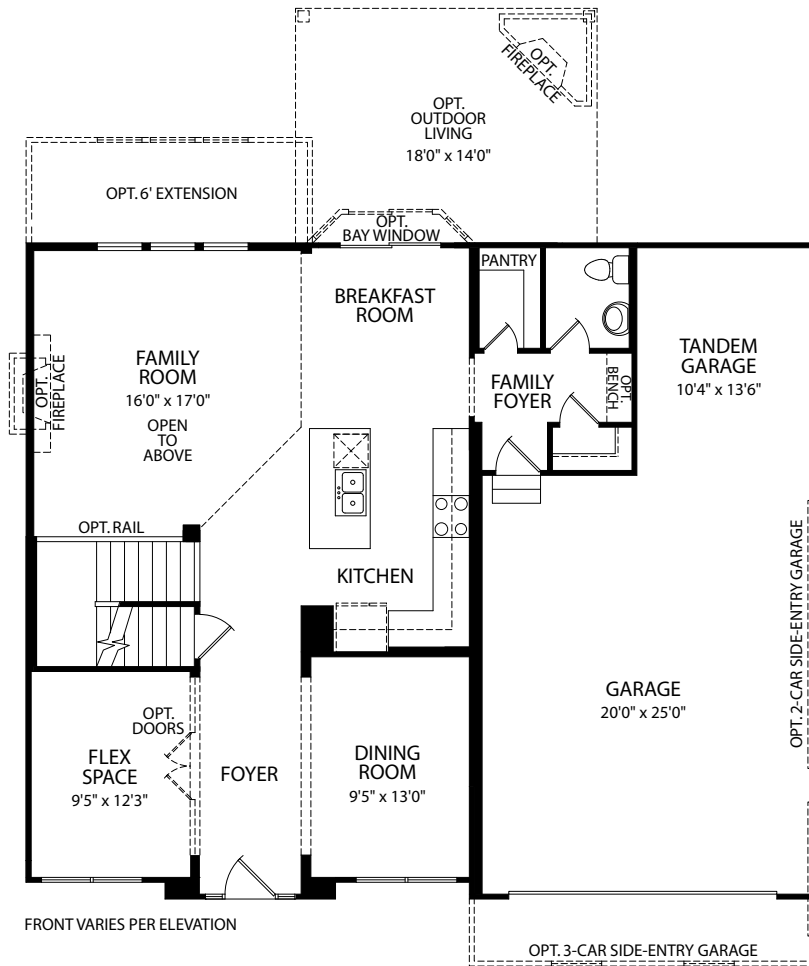 OPT.
FIREPLACE
OPT.
OUTDOOR
LIVING
18'0" x 14'0"
OPT. 6' EXTENSION
OPT.
BAY WINDOW
PANTRY
BREAKFAST
ROOM
FAMILY
ROOM
16'0" x 17'0"
OPEN
TO
ABOVE
OPT.
FIREPLACE
FAMILY
FOYER
OPT.
BENCH
TANDEM
GARAGE
10'4" x 13'6"
OPT. RAIL
KITCHEN
GARAGE
20'0" x 25'0"
OPT. 2-CAR SIDE-ENTRY GARAGE
OPT.
DOORS
FLEX
SPACE
9'5" x 12'3"
FOYER
DINING
ROOM
9'5" x 13'0"
FRONT VARIES PER ELEVATION
OPT. 3-CAR SIDE-ENTRY GARAGE